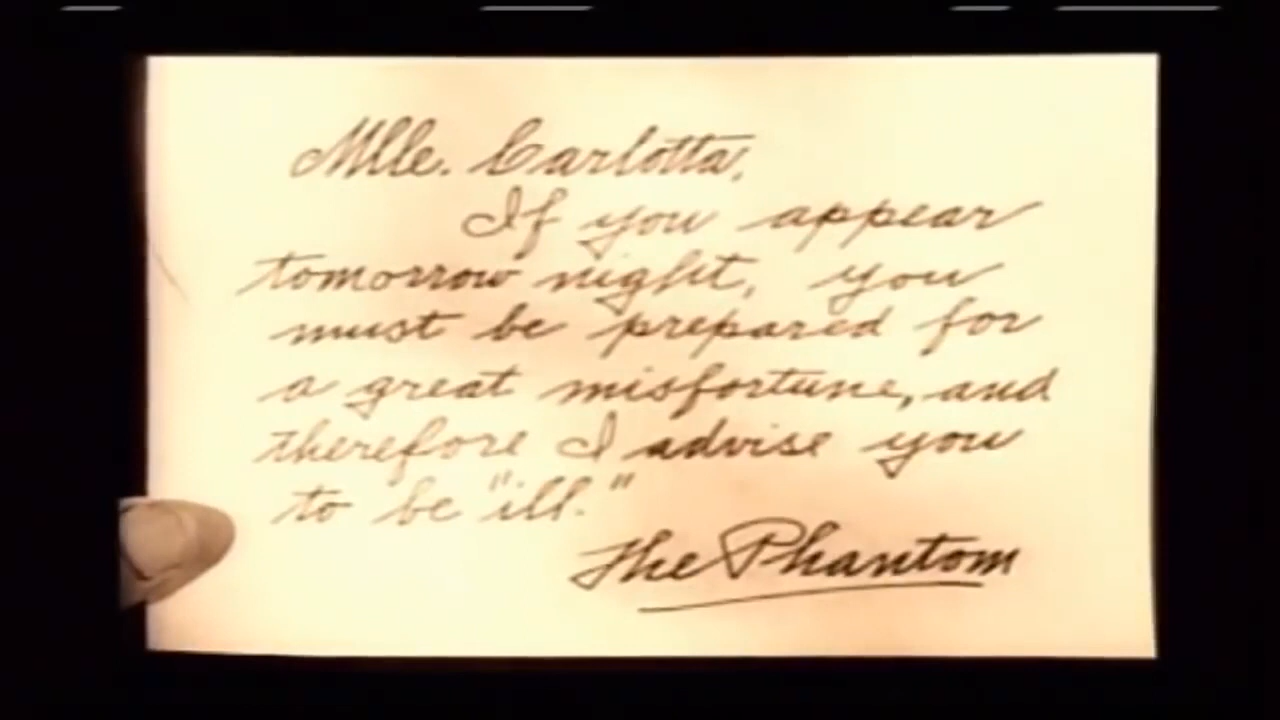 Mlle. Carlotta,
If you appear
tomorrow night, you
must be prepared for
a great misfortune, and
therefore I advise you
to be "ill."
The Phantom